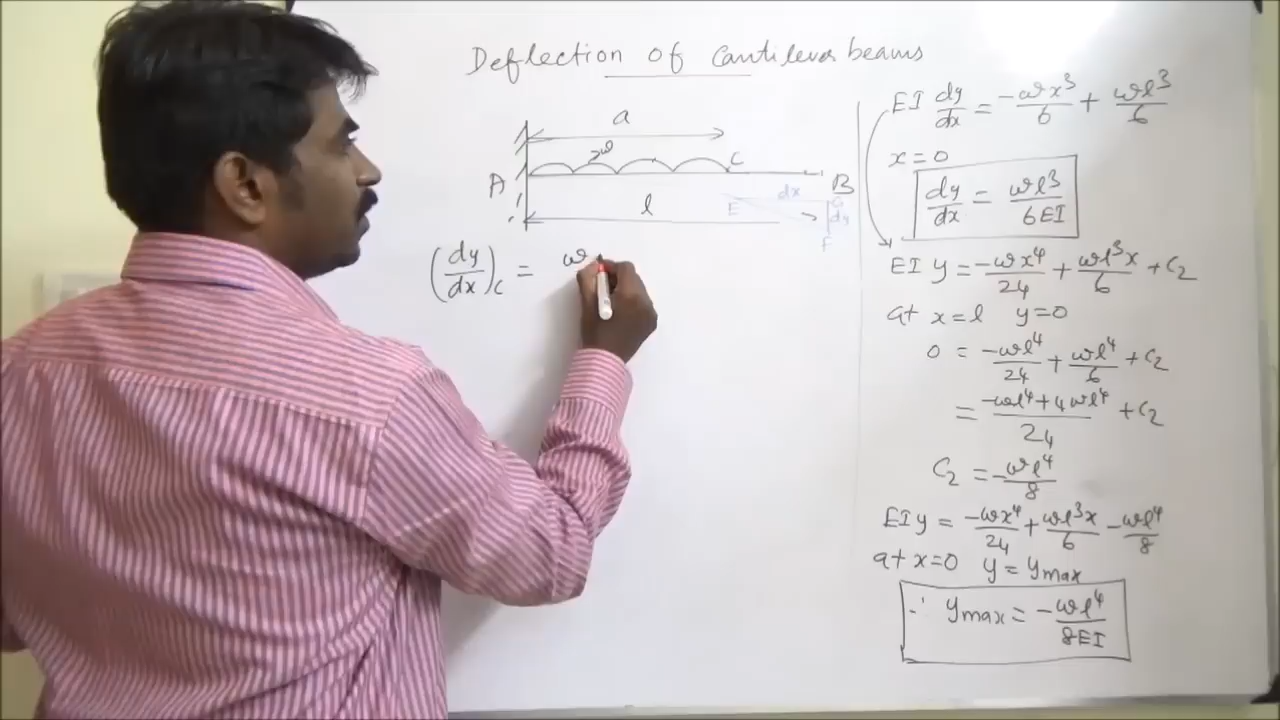 Deflection of Cantilever beams
a
w
C
A
B
l
dx
E
G
dy
F
(dy/dx)C = w
EI dy/dx = -wx³/6 + wl³/6
x=0
dy/dx = wl³/6EI
EI y = -wx⁴/24 + wl³x/6 + C₂
at x=l y=0
0 = -wl⁴/24 + wl⁴/6 + C₂
= -wl⁴+4wl⁴/24 + C₂
C₂ = -wl⁴/8
EI y = -wx⁴/24 + wl³x/6 - wl⁴/8
at x=0 y = ymax
∴ ymax = -wl⁴/8EI